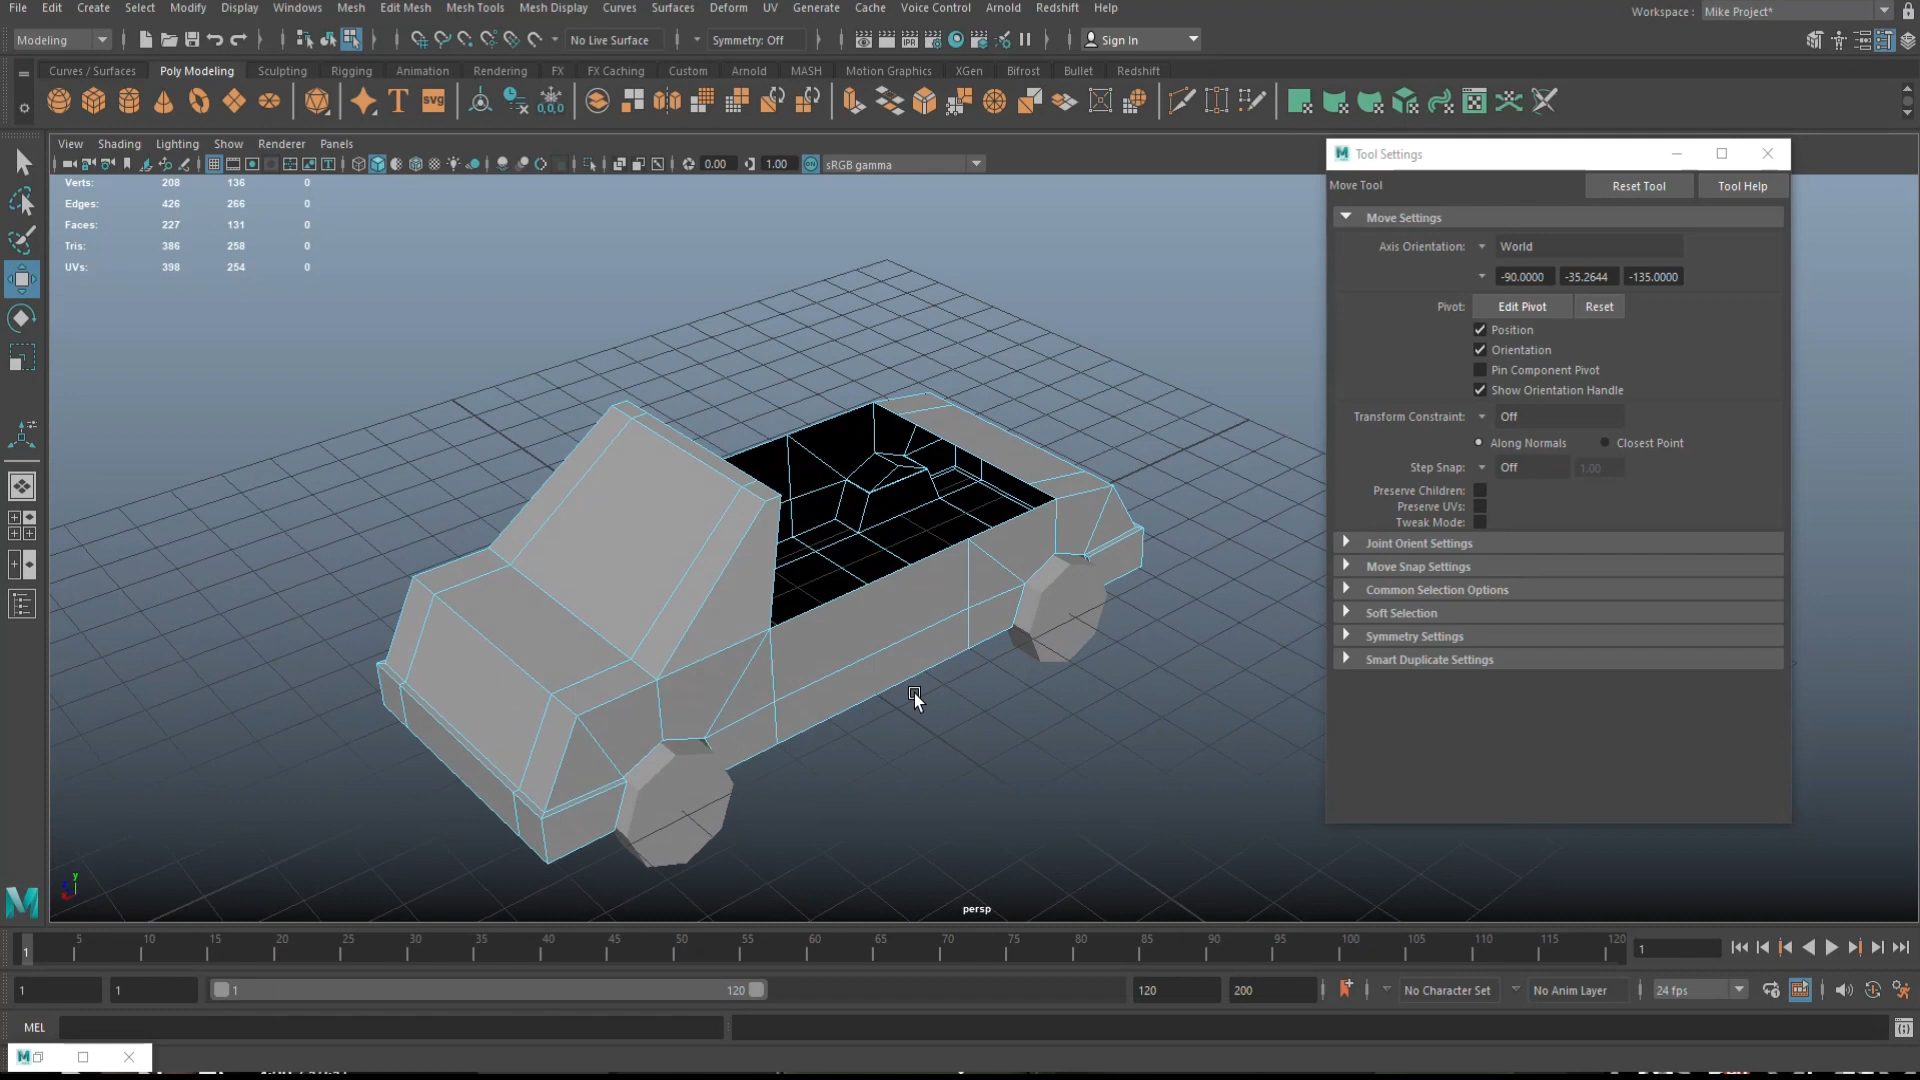 File Edit Create Select Modify Display Windows Mesh Edit Mesh Mesh Tools Mesh Display Curves Surfaces Deform UV Generate Cache Voice Control Arnold Redshift Help
Workspace : Mike Project*
Modeling No Live Surface Symmetry: Off Sign In
Curves / Surfaces Poly Modeling Sculpting Rigging Animation Rendering FX FX Caching Custom Arnold MASH Motion Graphics XGen Bifrost Bullet Redshift
T svg 0,0,0
View Shading Lighting Show Renderer Panels
0.00 1.00 ON sRGB gamma
Verts: 208 136 0
Edges: 426 266 0
Faces: 227 131 0
Tris: 386 258 0
UVs: 398 254 0
Tool Settings
Move Tool Reset Tool Tool Help
Move Settings
Axis Orientation: World
-90.0000 -35.2644 -135.0000
Pivot: Edit Pivot Reset
Position
Orientation
Pin Component Pivot
Show Orientation Handle
Transform Constraint: Off
Along Normals Closest Point
Step Snap: Off 1.00
Preserve Children:
Preserve UVs:
Tweak Mode:
Joint Orient Settings
Move Snap Settings
Common Selection Options
Soft Selection
Symmetry Settings
Smart Duplicate Settings
y
persp
1 5 10 15 20 25 30 35 40 45 50 55 60 65 70 75 80 85 90 95 100 105 110 115 120 1
1 1 1 120 120 200 No Character Set No Anim Layer 24 fps
MEL